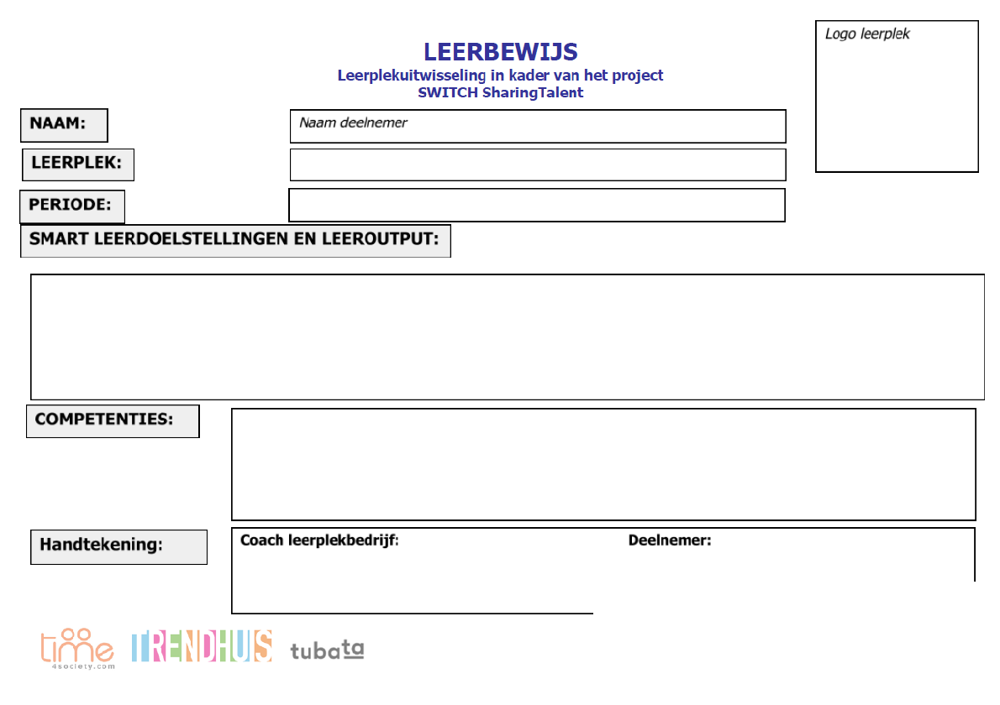 Logo leerplek
LEERBEWIJS
Leerplekuitwisseling in kader van het project
SWITCH SharingTalent
NAAM:
Naam deelnemer
LEERPLEK:
PERIODE:
SMART LEERDOELSTELLINGEN EN LEEROUTPUT:
COMPETENTIES:
Handtekening:
Coach leerplekbedrijf:
Deelnemer:
time
4society.com
TRENDHUIS
tubata